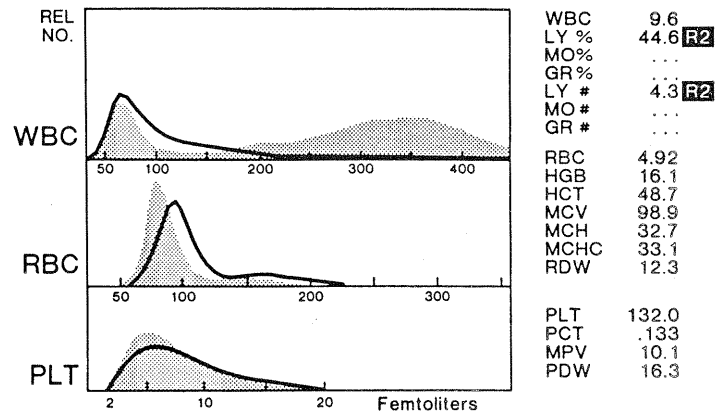 REL
NO.
WBC
50 100 200 300 400
RBC
50 100 200 300
PLT
2 10 20 Femtoliters
WBC 9.6
LY % 44.6 R2
MO% ...
GR% ...
LY # 4.3 R2
MO # ...
GR # ...
RBC 4.92
HGB 16.1
HCT 48.7
MCV 98.9
MCH 32.7
MCHC 33.1
RDW 12.3
PLT 132.0
PCT .133
MPV 10.1
PDW 16.3